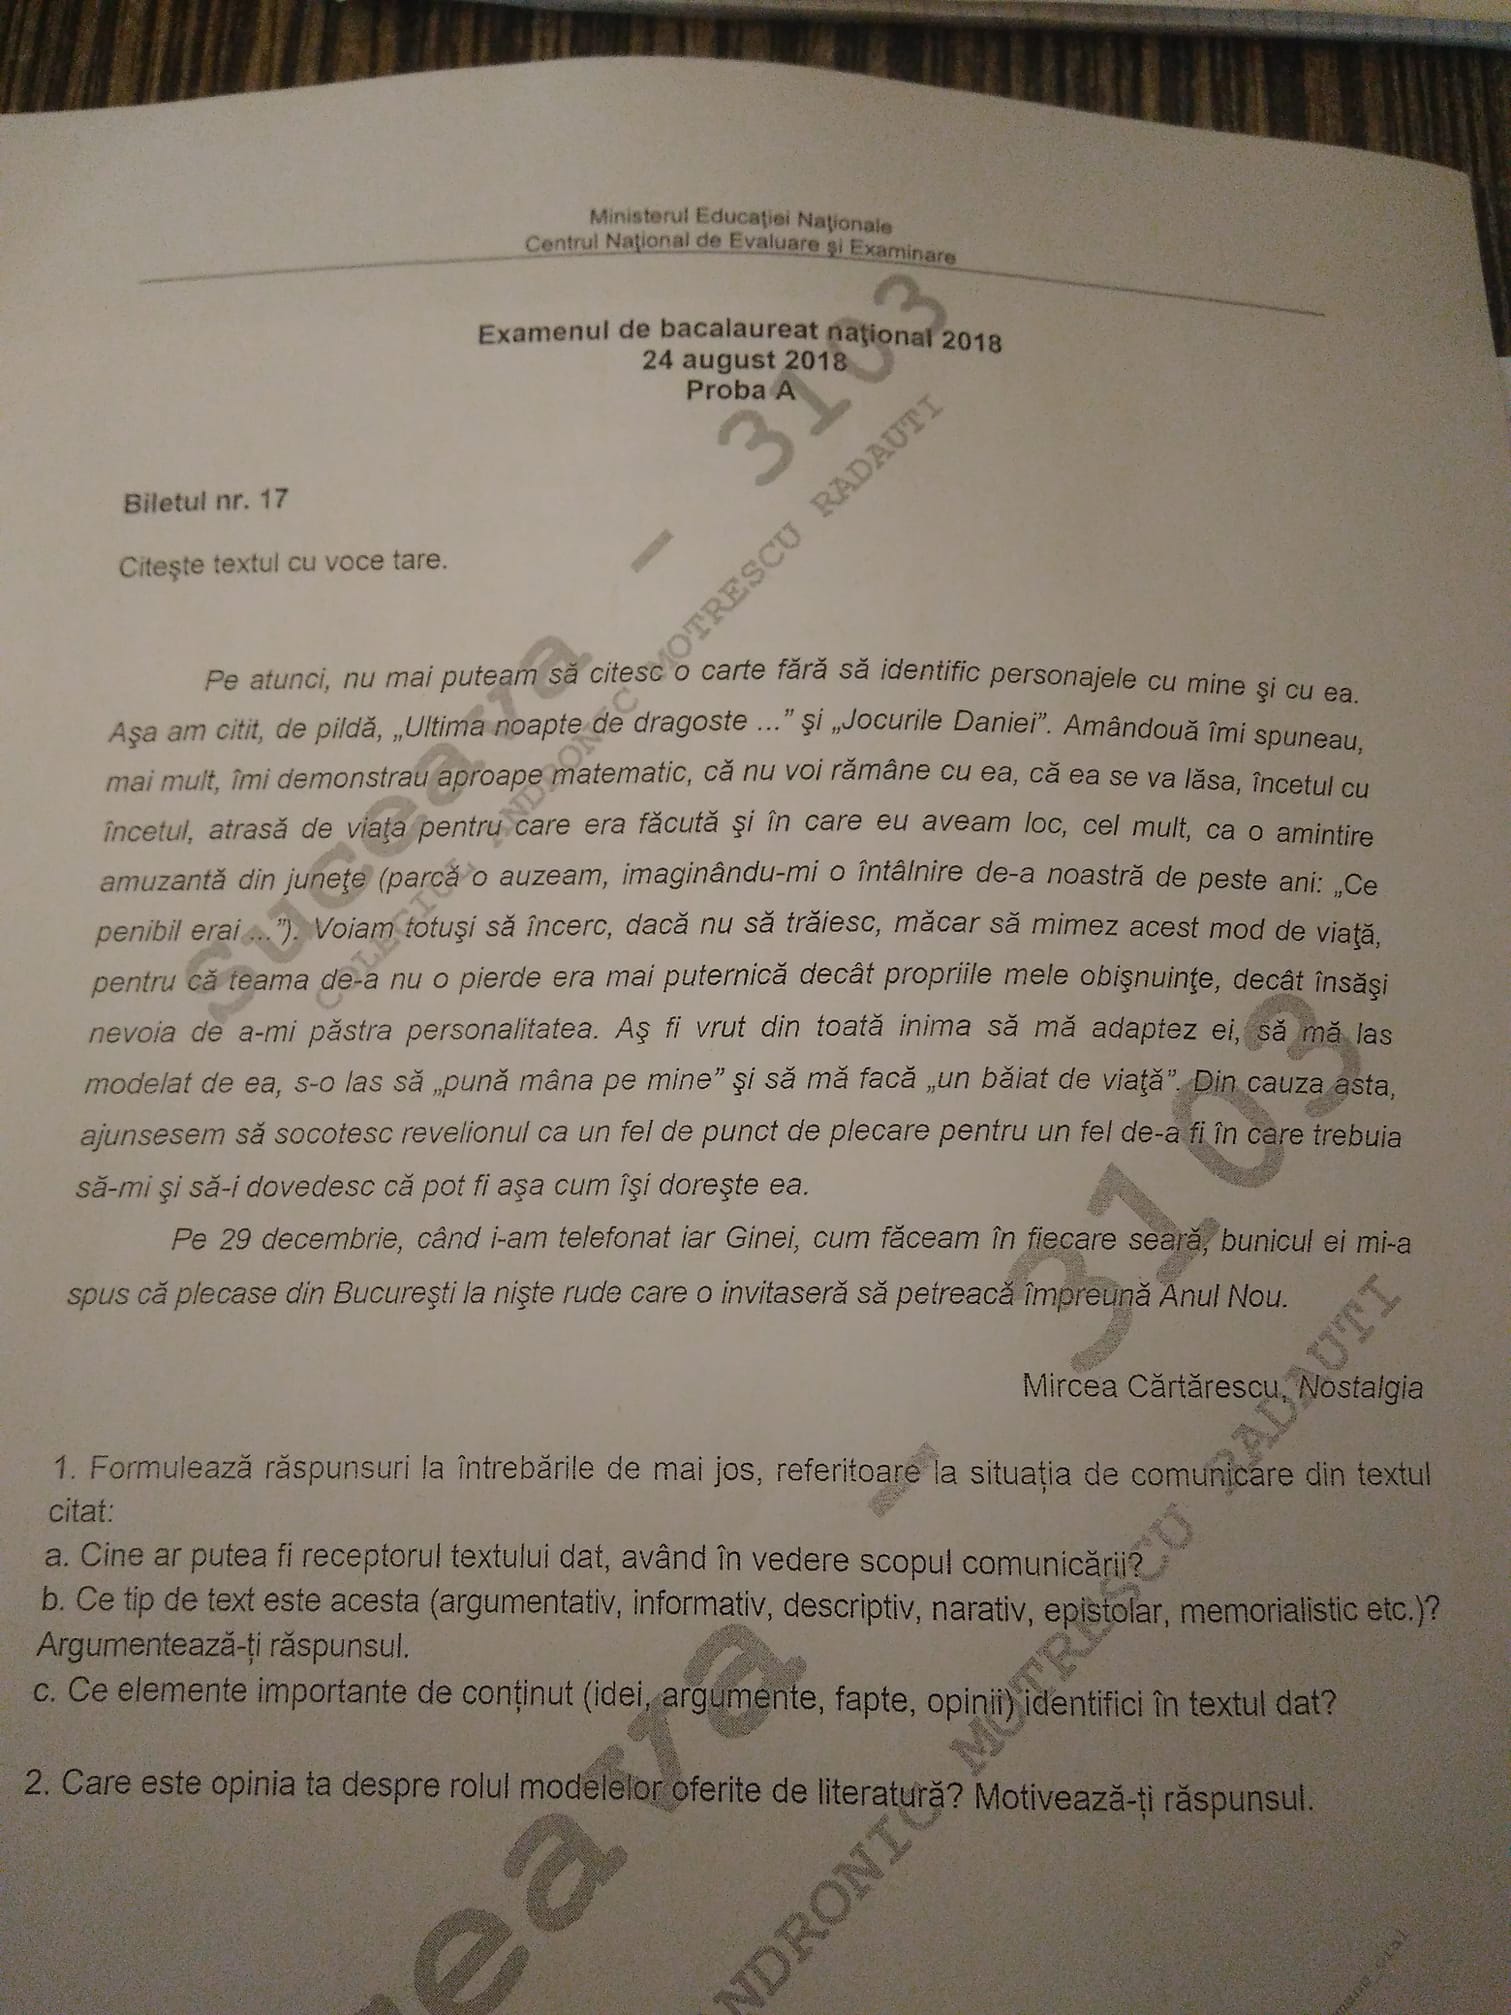 Ministerul Educaţiei Naţionale
Centrul Naţional de Evaluare şi Examinare
Examenul de bacalaureat naţional 2018
24 august 2018
Proba A
Biletul nr. 17
Citeşte textul cu voce tare.
Pe atunci, nu mai puteam să citesc o carte fără să identific personajele cu mine şi cu ea.
Aşa am citit, de pildă, „Ultima noapte de dragoste ...” şi „Jocurile Daniei”. Amândouă îmi spuneau,
mai mult, îmi demonstrau aproape matematic, că nu voi rămâne cu ea, că ea se va lăsa, încetul cu
încetul, atrasă de viaţa pentru care era făcută şi în care eu aveam loc, cel mult, ca o amintire
amuzantă din juneţe (parcă o auzeam, imaginându-mi o întâlnire de-a noastră de peste ani: „Ce
penibil erai ...”). Voiam totuşi să încerc, dacă nu să trăiesc, măcar să mimez acest mod de viaţă,
pentru că teama de-a nu o pierde era mai puternică decât propriile mele obişnuinţe, decât însăşi
nevoia de a-mi păstra personalitatea. Aş fi vrut din toată inima să mă adaptez ei, să mă las
modelat de ea, s-o las să „pună mâna pe mine” şi să mă facă „un băiat de viaţă”. Din cauza asta,
ajunsesem să socotesc revelionul ca un fel de punct de plecare pentru un fel de-a fi în care trebuia
să-mi şi să-i dovedesc că pot fi aşa cum îşi doreşte ea.
Pe 29 decembrie, când i-am telefonat iar Ginei, cum făceam în fiecare seară, bunicul ei mi-a
spus că plecase din Bucureşti la nişte rude care o invitaseră să petreacă împreună Anul Nou.
Mircea Cărtărescu, Nostalgia
1. Formulează răspunsuri la întrebările de mai jos, referitoare la situația de comunicare din textul
citat:
a. Cine ar putea fi receptorul textului dat, având în vedere scopul comunicării?
b. Ce tip de text este acesta (argumentativ, informativ, descriptiv, narativ, epistolar, memorialistic etc.)?
Argumentează-ți răspunsul.
c. Ce elemente importante de conținut (idei, argumente, fapte, opinii) identifici în textul dat?
2. Care este opinia ta despre rolul modelelor oferite de literatură? Motivează-ți răspunsul.
Suceava - 3103
COLEGIUL ANDRONIC MOTRESCU RADAUTI
3103
ANDRONIC MOTRESCU RADAUTI